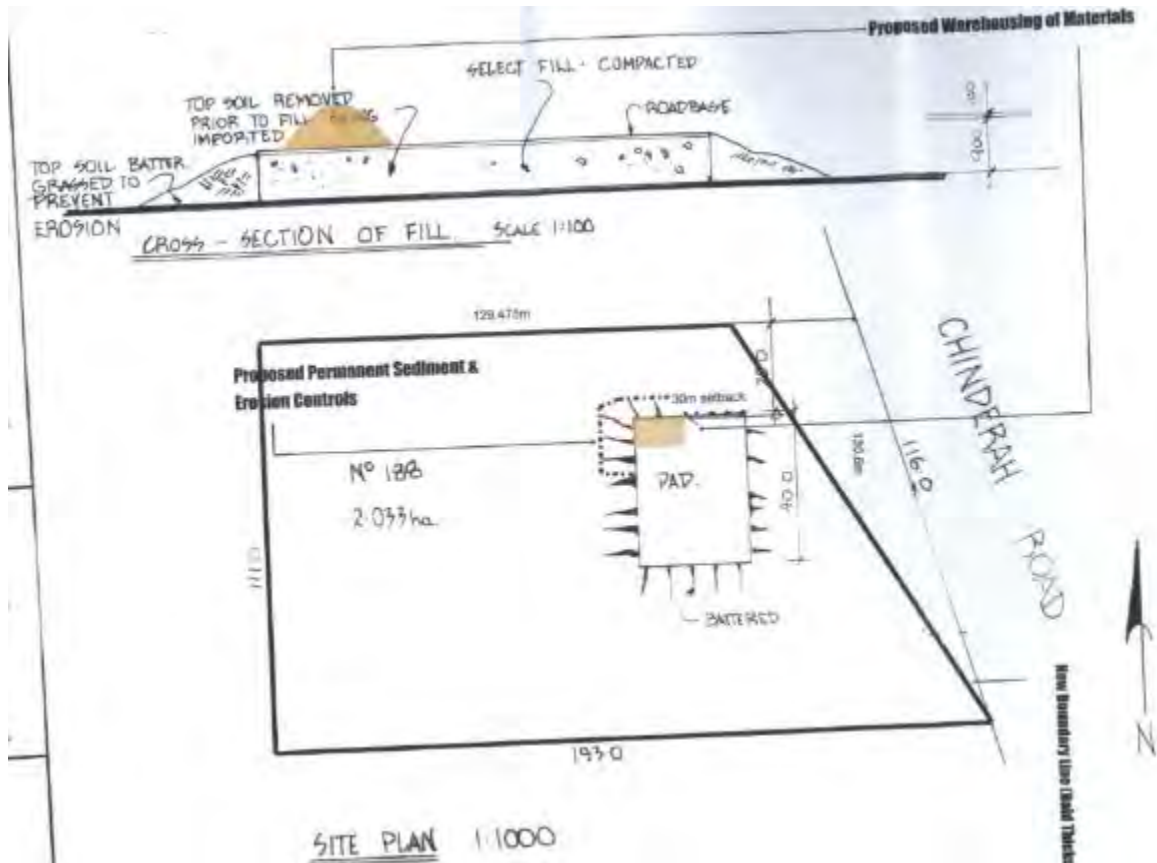 Proposed Warehousing of Materials
SELECT FILL - COMPACTED
TOP SOIL REMOVED
PRIOR TO FILL BEING
IMPORTED
ROADBASE
TOP SOIL BATTER
GRASSED TO
PREVENT
EROSION
CROSS - SECTION OF FILL SCALE 1:100
129.475m
Proposed Permanent Sediment &
Erosion Controls
30m setback
Nº 188
2.033ha
PAD.
40.0
130.8m
116.0
CHINDERAH
ROAD
BATTERED
193.0
N
SITE PLAN 1:1000
New Boundary Line (Bold